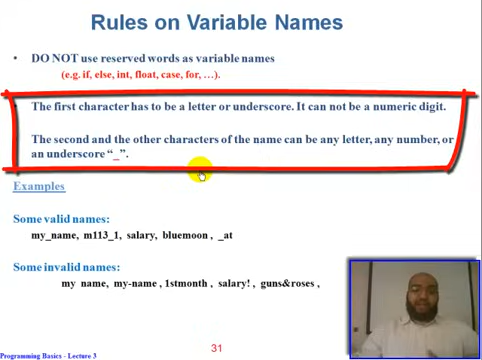 Rules on Variable Names
• DO NOT use reserved words as variable names
(e.g. if, else, int, float, case, for, …).
The first character has to be a letter or underscore. It can not be a numeric digit.
The second and the other characters of the name can be any letter, any number, or
an underscore “_”.
Examples
Some valid names:
my_name, m113_1, salary, bluemoon , _at
Some invalid names:
my name, my-name , 1stmonth , salary! , guns&roses ,
31
Programming Basics - Lecture 3